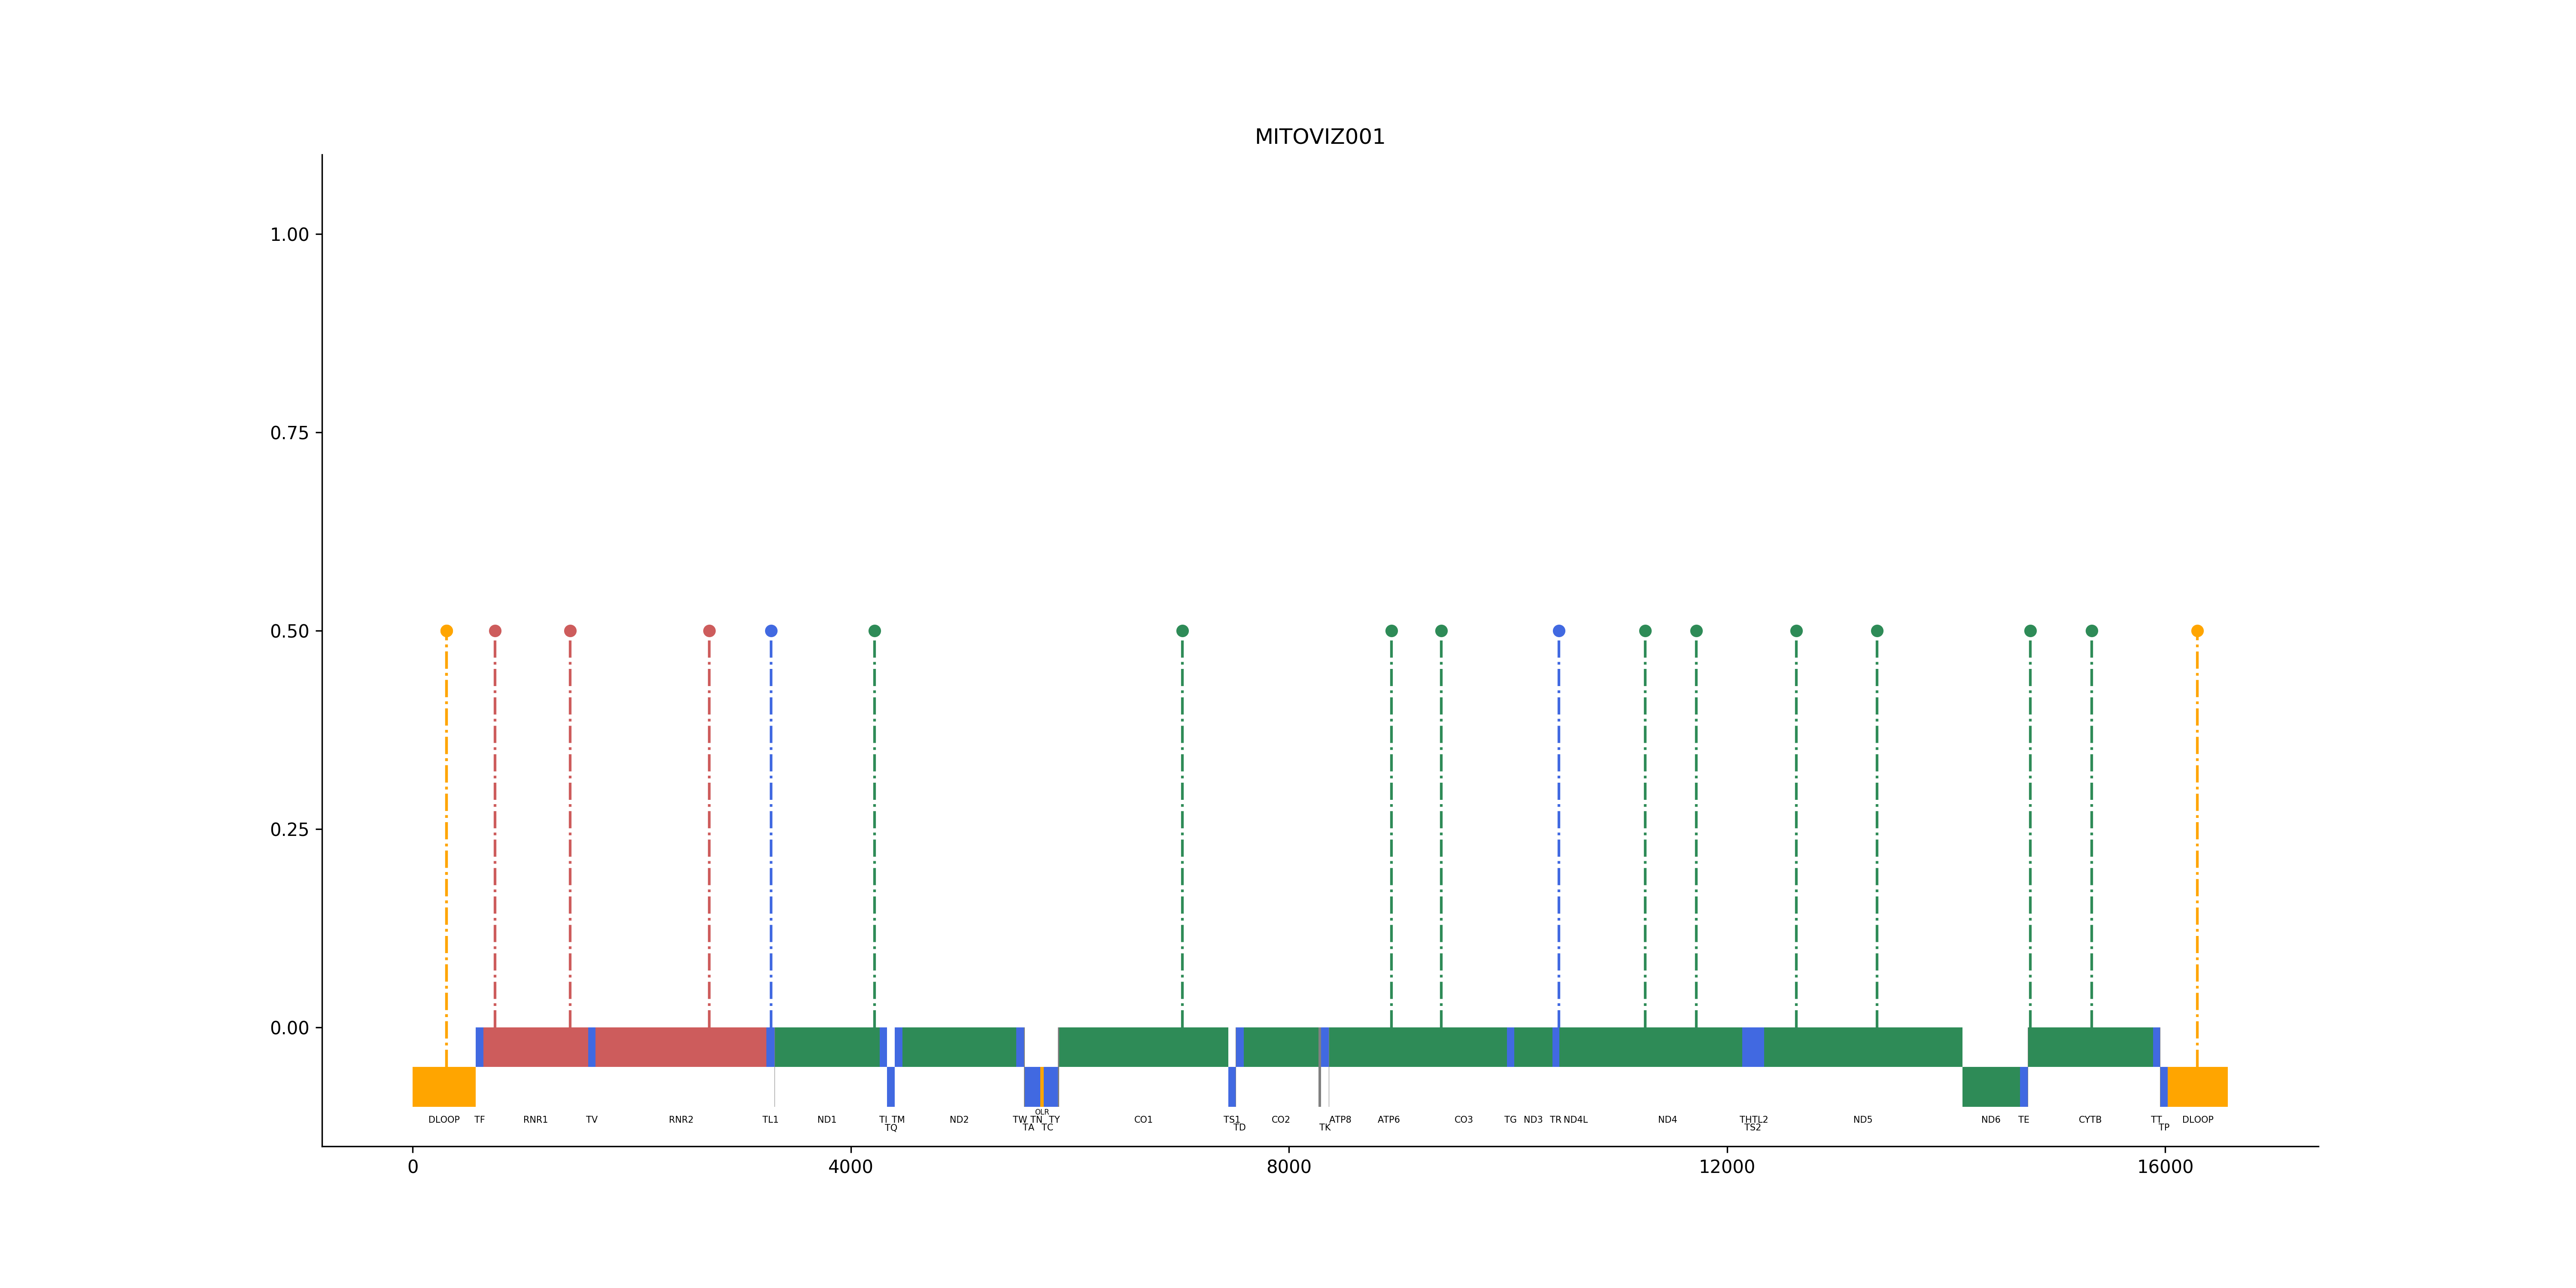 MITOVIZ001
1.00
0.75
0.50
0.25
0.00
OLR
DLOOP TF RNR1 TV RNR2 TL1 ND1 TI TM ND2 TW TN TY CO1 TS1 CO2 ATP8 ATP6 CO3 TG ND3 TR ND4L ND4 TH TL2 ND5 ND6 TE CYTB TT DLOOP
TQ TA TC TD TK TS2 TP
0 4000 8000 12000 16000